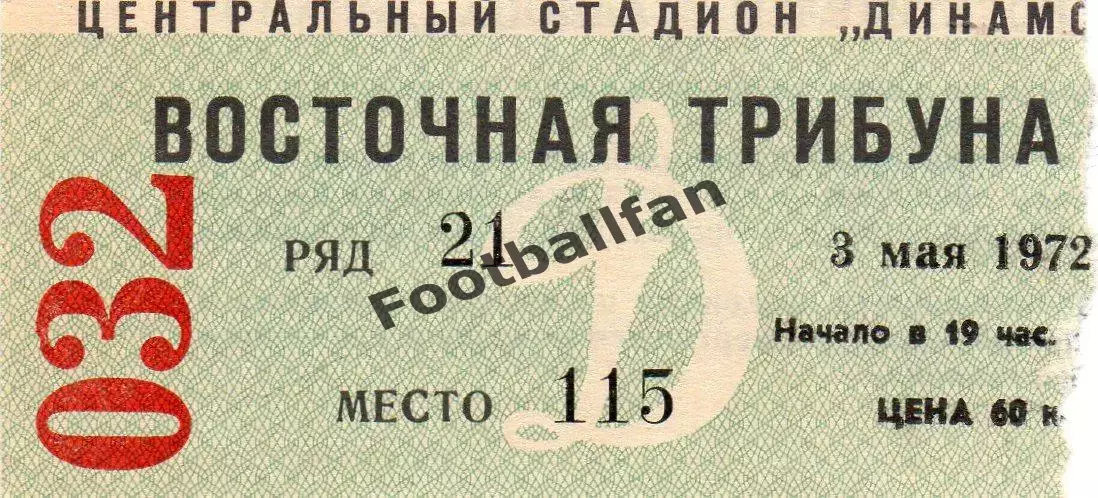 ЦЕНТРАЛЬНЫЙ СТАДИОН „ДИНАМО
ВОСТОЧНАЯ ТРИБУНА
032
РЯД 21
3 мая 1972
Footballfan
Начало в 19 час.
МЕСТО 115
ЦЕНА 60 к.